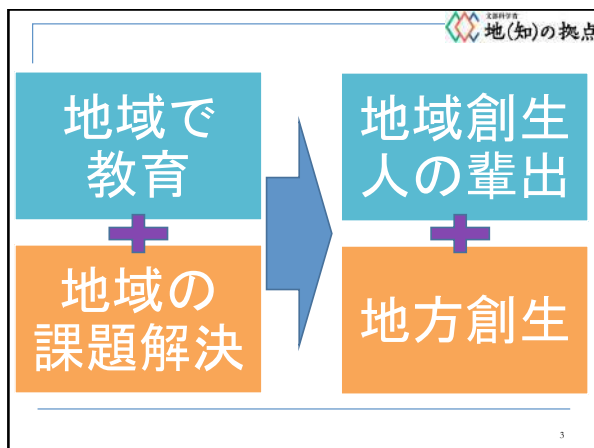 文部科学省
地(知)の拠点
地域で
教育
地域の
課題解決
地域創生
人の輩出
地方創生
3